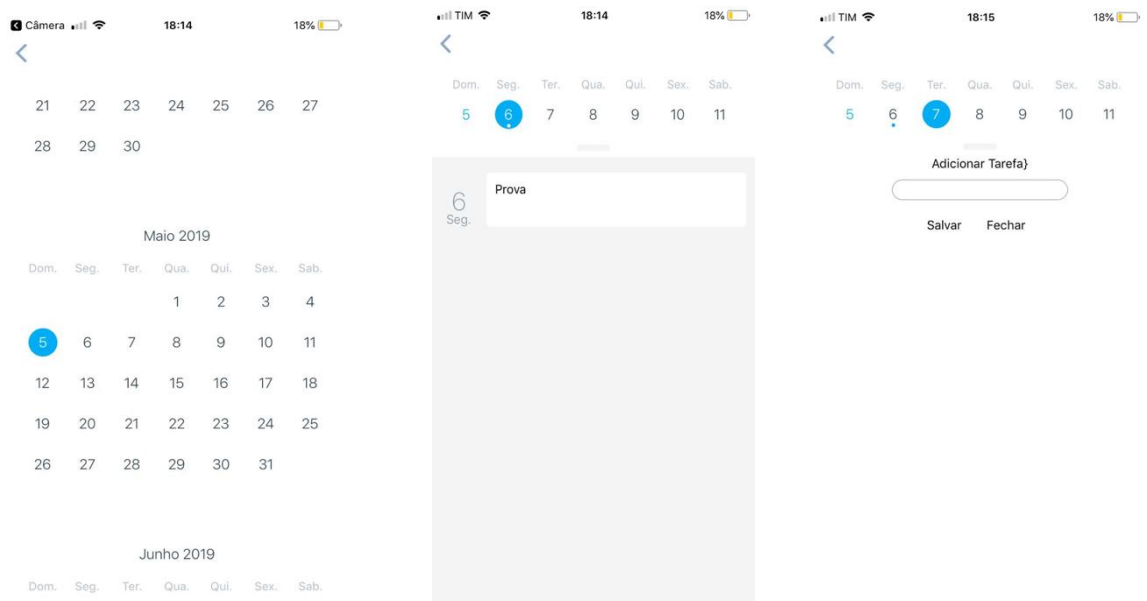 Câmera 18:14 18%
21 22 23 24 25 26 27
28 29 30
Maio 2019
Dom. Seg. Ter. Qua. Qui. Sex. Sab.
1 2 3 4
5 6 7 8 9 10 11
12 13 14 15 16 17 18
19 20 21 22 23 24 25
26 27 28 29 30 31
Junho 2019
Dom. Seg. Ter. Qua. Qui. Sex. Sab.
TIM 18:14 18%
Dom. Seg. Ter. Qua. Qui. Sex. Sab.
5 6 7 8 9 10 11
6 Prova
Seg.
TIM 18:15 18%
Dom. Seg. Ter. Qua. Qui. Sex. Sab.
5 6 7 8 9 10 11
Adicionar Tarefa}
Salvar Fechar